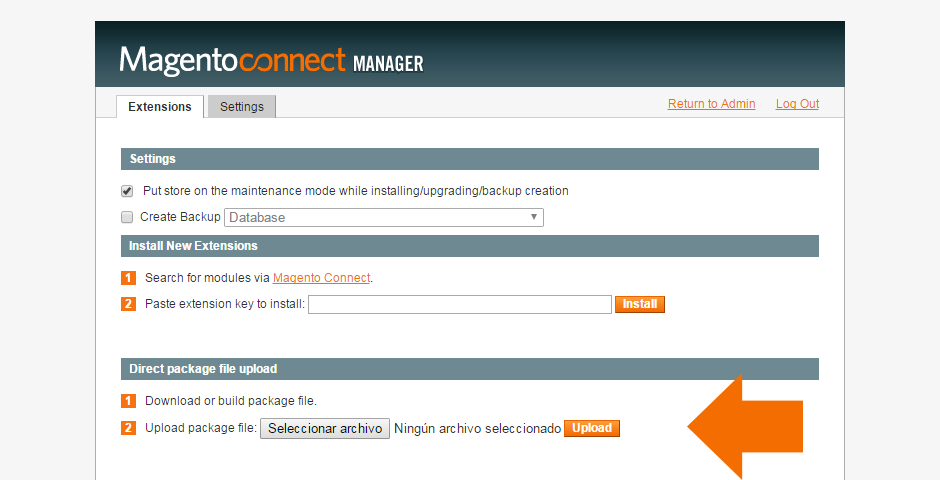 Magentoconnect MANAGER
Extensions Settings Return to Admin Log Out
Settings
Put store on the maintenance mode while installing/upgrading/backup creation
Create Backup Database
Install New Extensions
1 Search for modules via Magento Connect.
2 Paste extension key to install: Install
Direct package file upload
1 Download or build package file.
2 Upload package file: Seleccionar archivo Ningún archivo seleccionado Upload